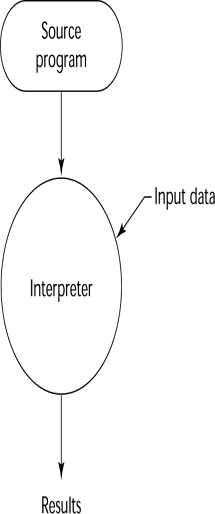 Source
program
Input data
Interpreter
Results